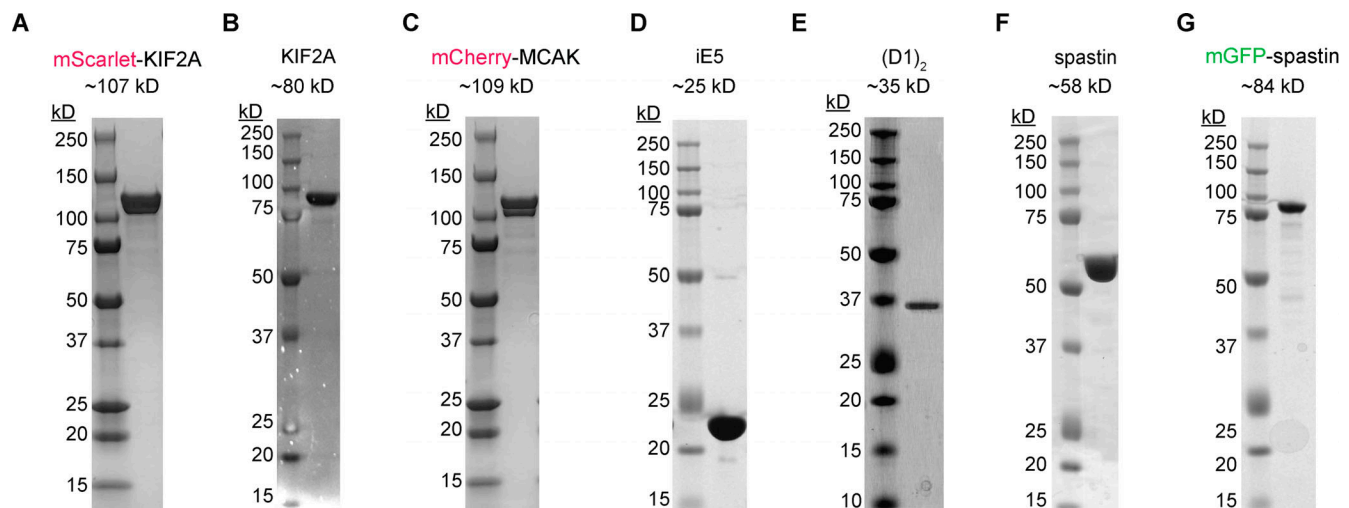 A
mScarlet-KIF2A
~107 kD
kD
250
150
100
75
50
37
25
20
15
B
KIF2A
~80 kD
kD
250
150
100
75
50
37
25
20
15
C
mCherry-MCAK
~109 kD
kD
250
150
100
75
50
37
25
20
15
D
iE5
~25 kD
kD
250
150
100
75
50
37
25
20
15
E
(D1)₂
~35 kD
kD
250
150
100
75
50
37
25
20
15
10
F
spastin
~58 kD
kD
250
150
100
75
50
37
25
20
15
G
mGFP-spastin
~84 kD
kD
250
150
100
75
50
37
25
20
15